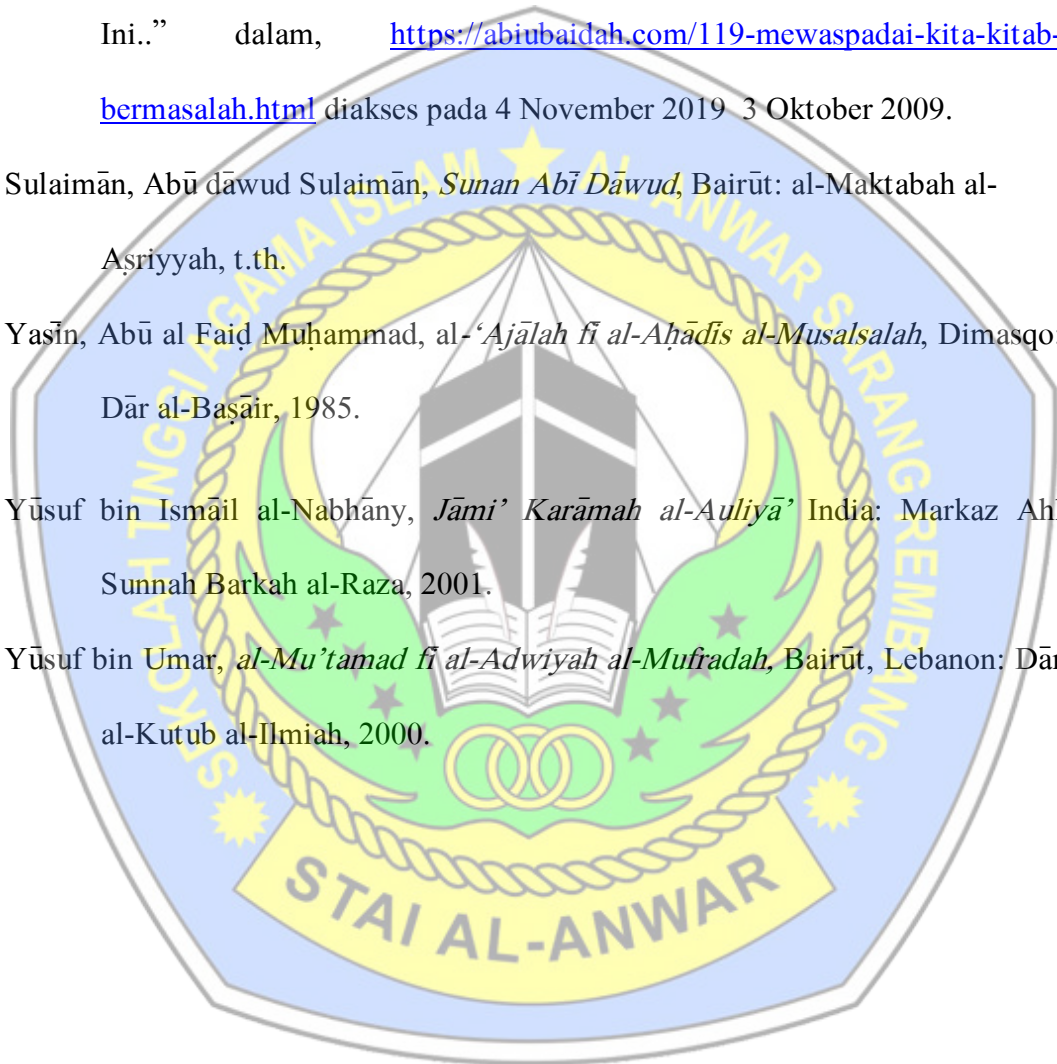 Ini..” dalam, https://abiubaidah.com/119-mewaspadai-kita-kitab-
bermasalah.html diakses pada 4 November 2019 3 Oktober 2009.
Sulaimān, Abū dāwud Sulaimān, Sunan Abī Dāwud, Bairūt: al-Maktabah al-
Aṣriyyah, t.th.
Yasīn, Abū al Faiḍ Muḥammad, al-‘Ajālah fī al-Aḥādīs al-Musalsalah, Dimasqo:
Dār al-Baṣāir, 1985.
Yūsuf bin Ismāil al-Nabhāny, Jāmi’ Karāmah al-Auliyā’ India: Markaz Ahl
Sunnah Barkah al-Raza, 2001.
Yūsuf bin Umar, al-Mu’tamad fī al-Adwiyah al-Mufradah, Bairūt, Lebanon: Dār
al-Kutub al-Ilmiah, 2000.
SEKOLAH TINGGI AGAMA ISLAM AL ANWAR SARANG REMBANG
STAI AL-ANWAR